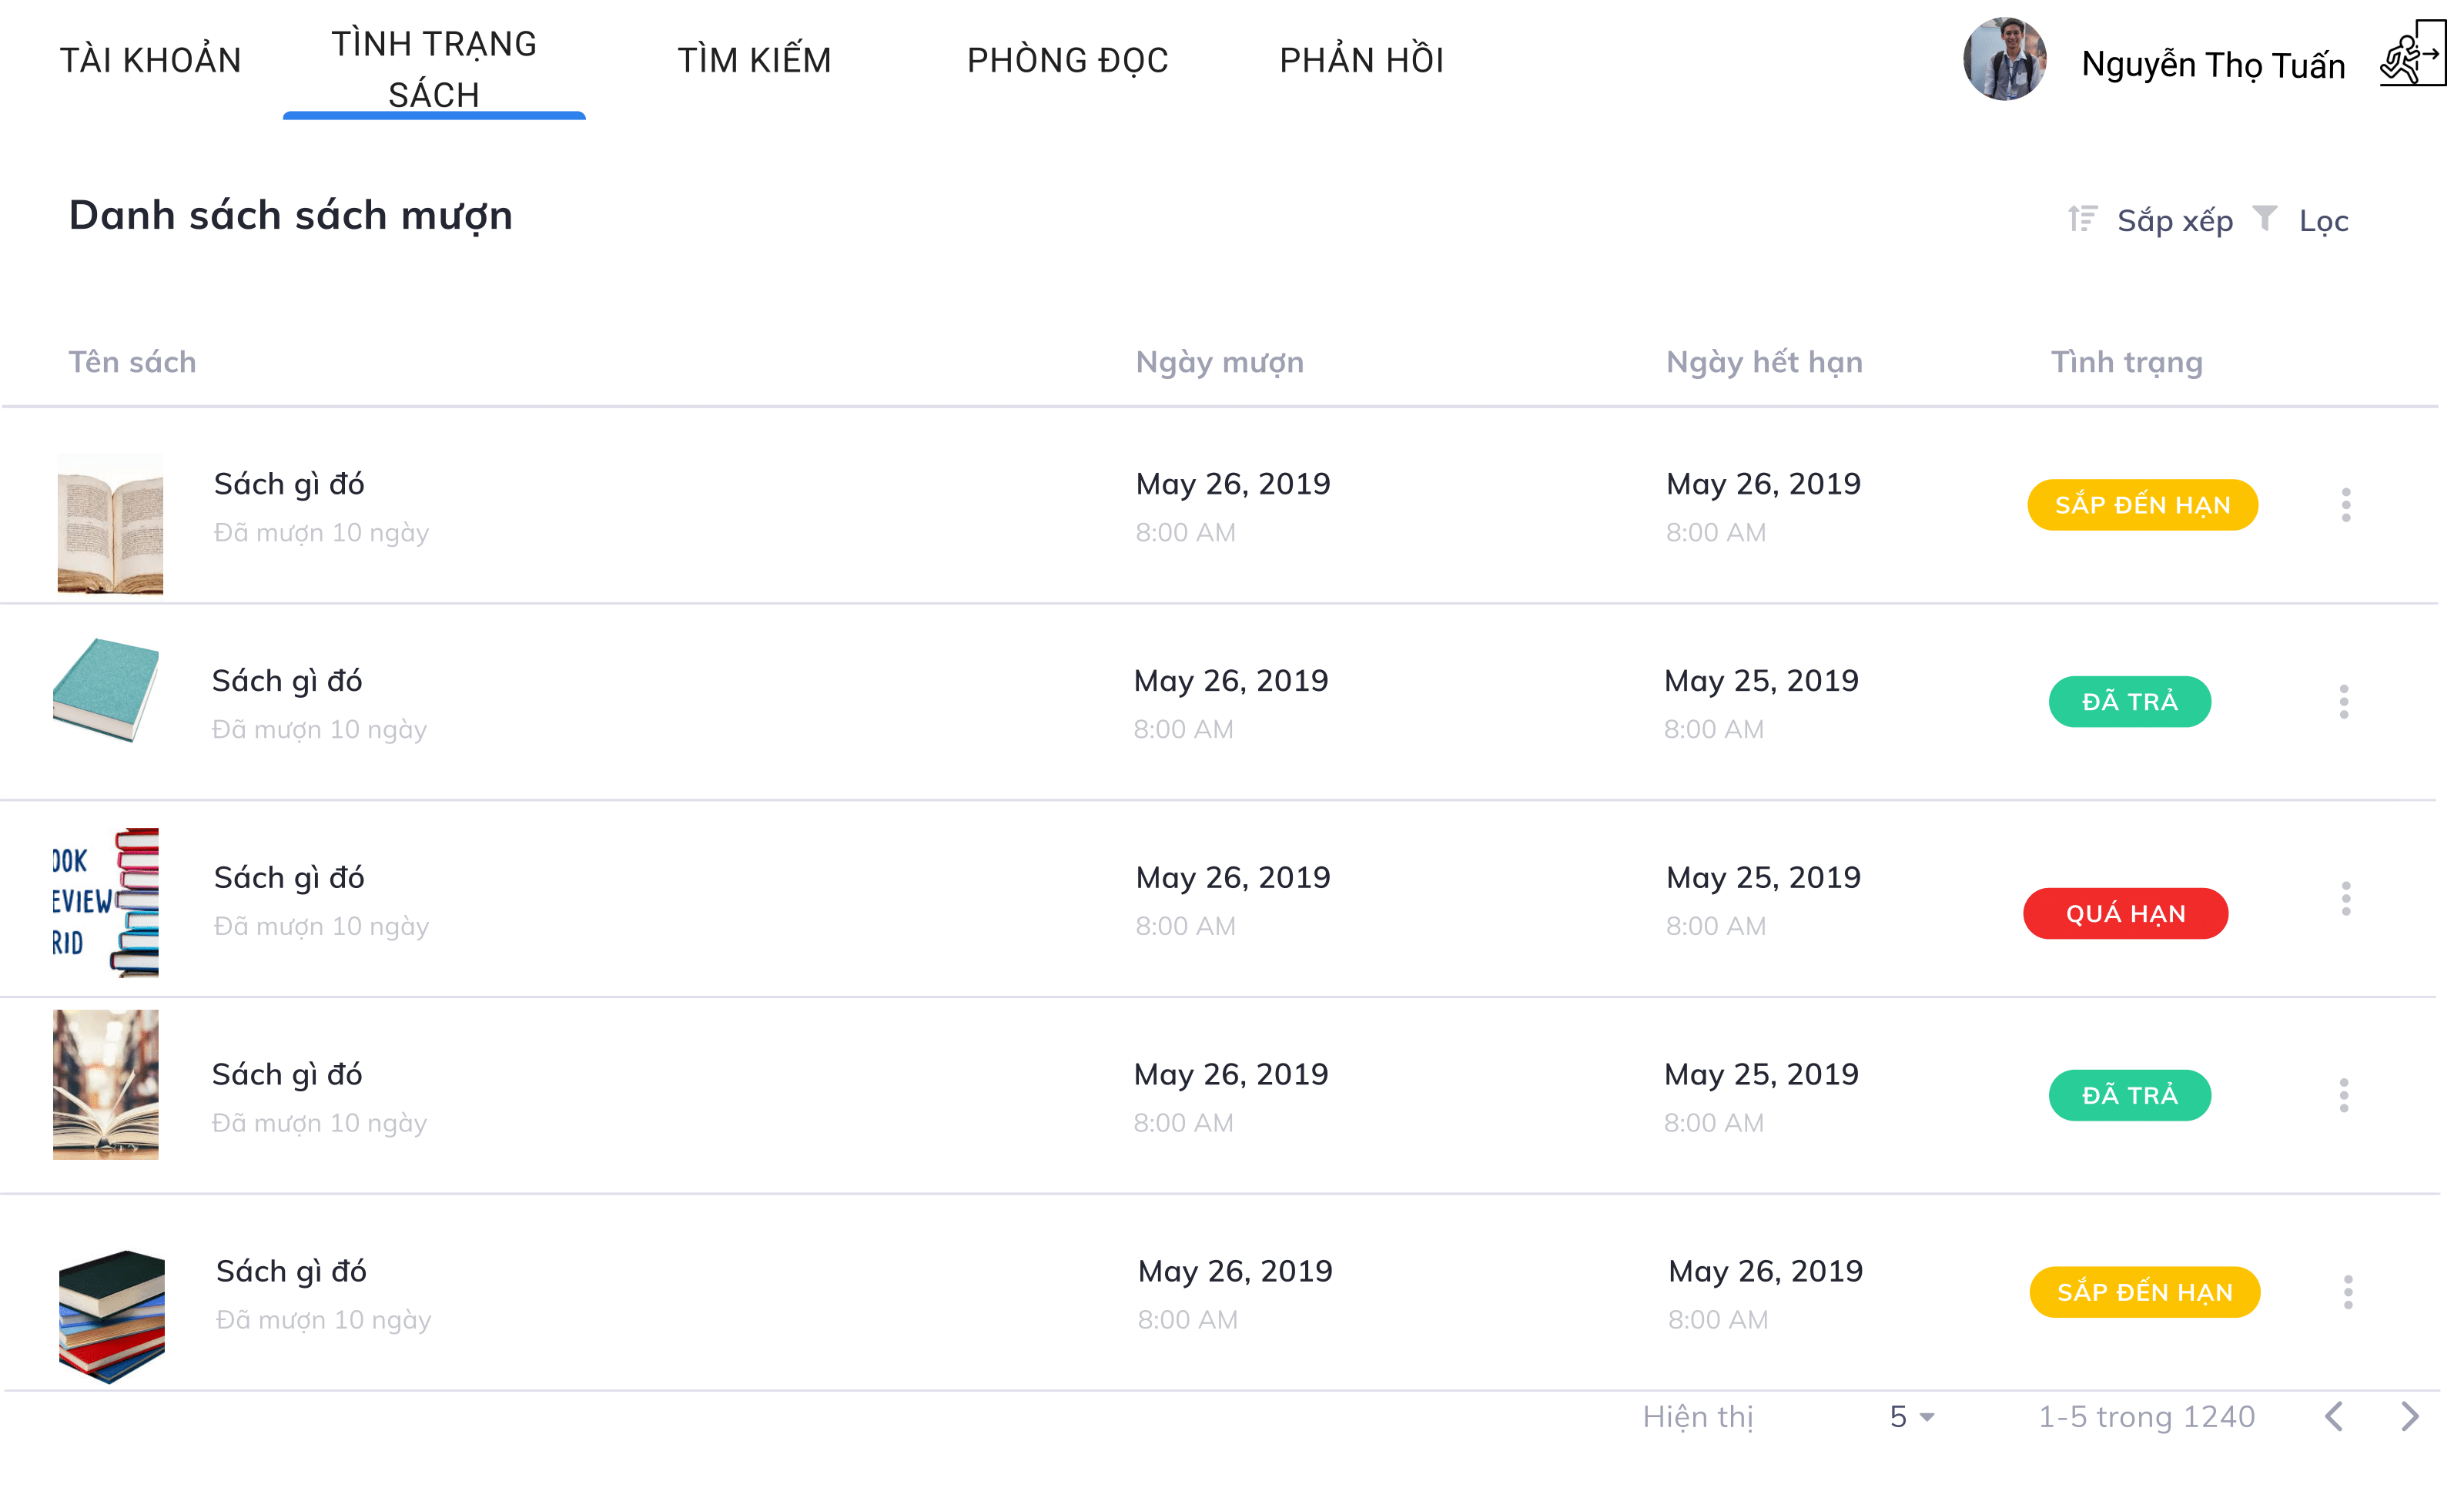 TÀI KHOẢN
TÌNH TRẠNG
SÁCH
TÌM KIẾM
PHÒNG ĐỌC
PHẢN HỒI
Nguyễn Thọ Tuấn
Danh sách sách mượn
Sắp xếp
Lọc
Tên sách
Ngày mượn
Ngày hết hạn
Tình trạng
Sách gì đó
Đã mượn 10 ngày
May 26, 2019
8:00 AM
May 26, 2019
8:00 AM
SẮP ĐẾN HẠN
Sách gì đó
Đã mượn 10 ngày
May 26, 2019
8:00 AM
May 25, 2019
8:00 AM
ĐÃ TRẢ
OOK
EVIEW
RID
Sách gì đó
Đã mượn 10 ngày
May 26, 2019
8:00 AM
May 25, 2019
8:00 AM
QUÁ HẠN
Sách gì đó
Đã mượn 10 ngày
May 26, 2019
8:00 AM
May 25, 2019
8:00 AM
ĐÃ TRẢ
Sách gì đó
Đã mượn 10 ngày
May 26, 2019
8:00 AM
May 26, 2019
8:00 AM
SẮP ĐẾN HẠN
Hiện thị
5
1-5 trong 1240